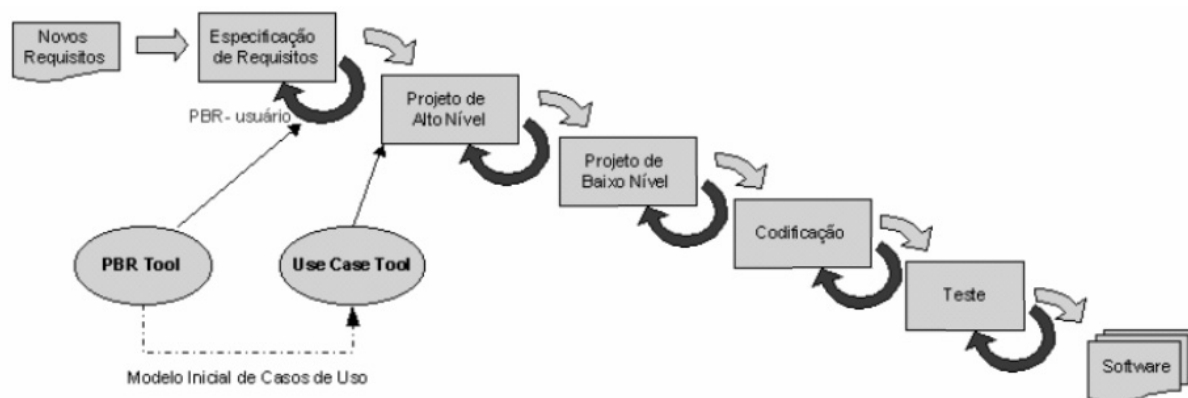 Novos
Requisitos
Especificação
de Requisitos
PBR- usuário
Projeto de
Alto Nível
Projeto de
Baixo Nível
Codificação
Teste
Software
PBR Tool
Use Case Tool
Modelo Inicial de Casos de Uso